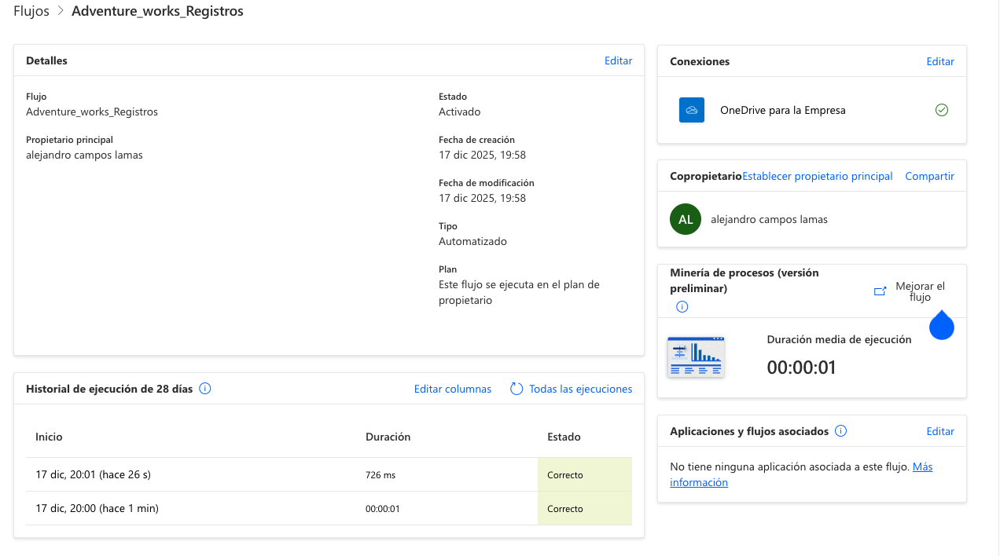 Flujos > Adventure_works_Registros
Detalles
Editar
Flujo
Adventure_works_Registros
Propietario principal
alejandro campos lamas
Estado
Activado
Fecha de creación
17 dic 2025, 19:58
Fecha de modificación
17 dic 2025, 19:58
Tipo
Automatizado
Plan
Este flujo se ejecuta en el plan de
propietario
Historial de ejecución de 28 días
Editar columnas
Todas las ejecuciones
Inicio Duración Estado
17 dic, 20:01 (hace 26 s) 726 ms Correcto
17 dic, 20:00 (hace 1 min) 00:00:01 Correcto
Conexiones
Editar
OneDrive para la Empresa
Copropietario
Establecer propietario principal
Compartir
AL
alejandro campos lamas
Minería de procesos (versión
preliminar)
Mejorar el
flujo
Duración media de ejecución
00:00:01
Aplicaciones y flujos asociados
Editar
No tiene ninguna aplicación asociada a este flujo. Más
información